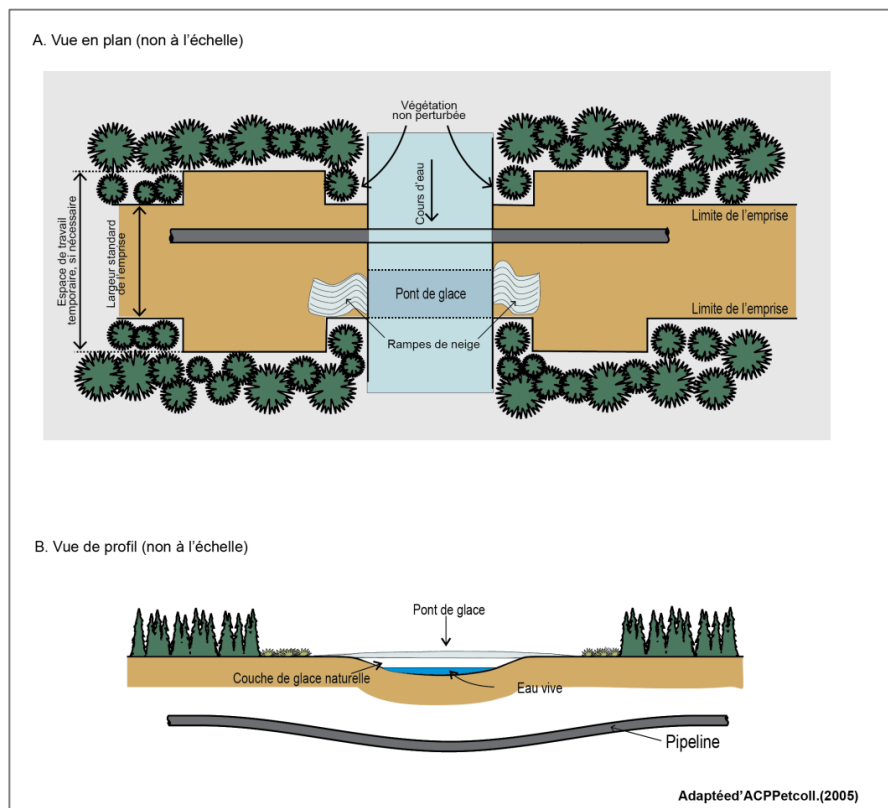 A. Vue en plan (non à l’échelle)
Végétation
non perturbée
Cours d’eau
Espace de travail
temporaire, si nécessaire
Largeur standard
de l’emprise
Limite de l’emprise
Pont de glace
Limite de l’emprise
Rampes de neige
B. Vue de profil (non à l’échelle)
Pont de glace
Couche de glace naturelle
Eau vive
Pipeline
Adaptéed’ACPPetcoll.(2005)